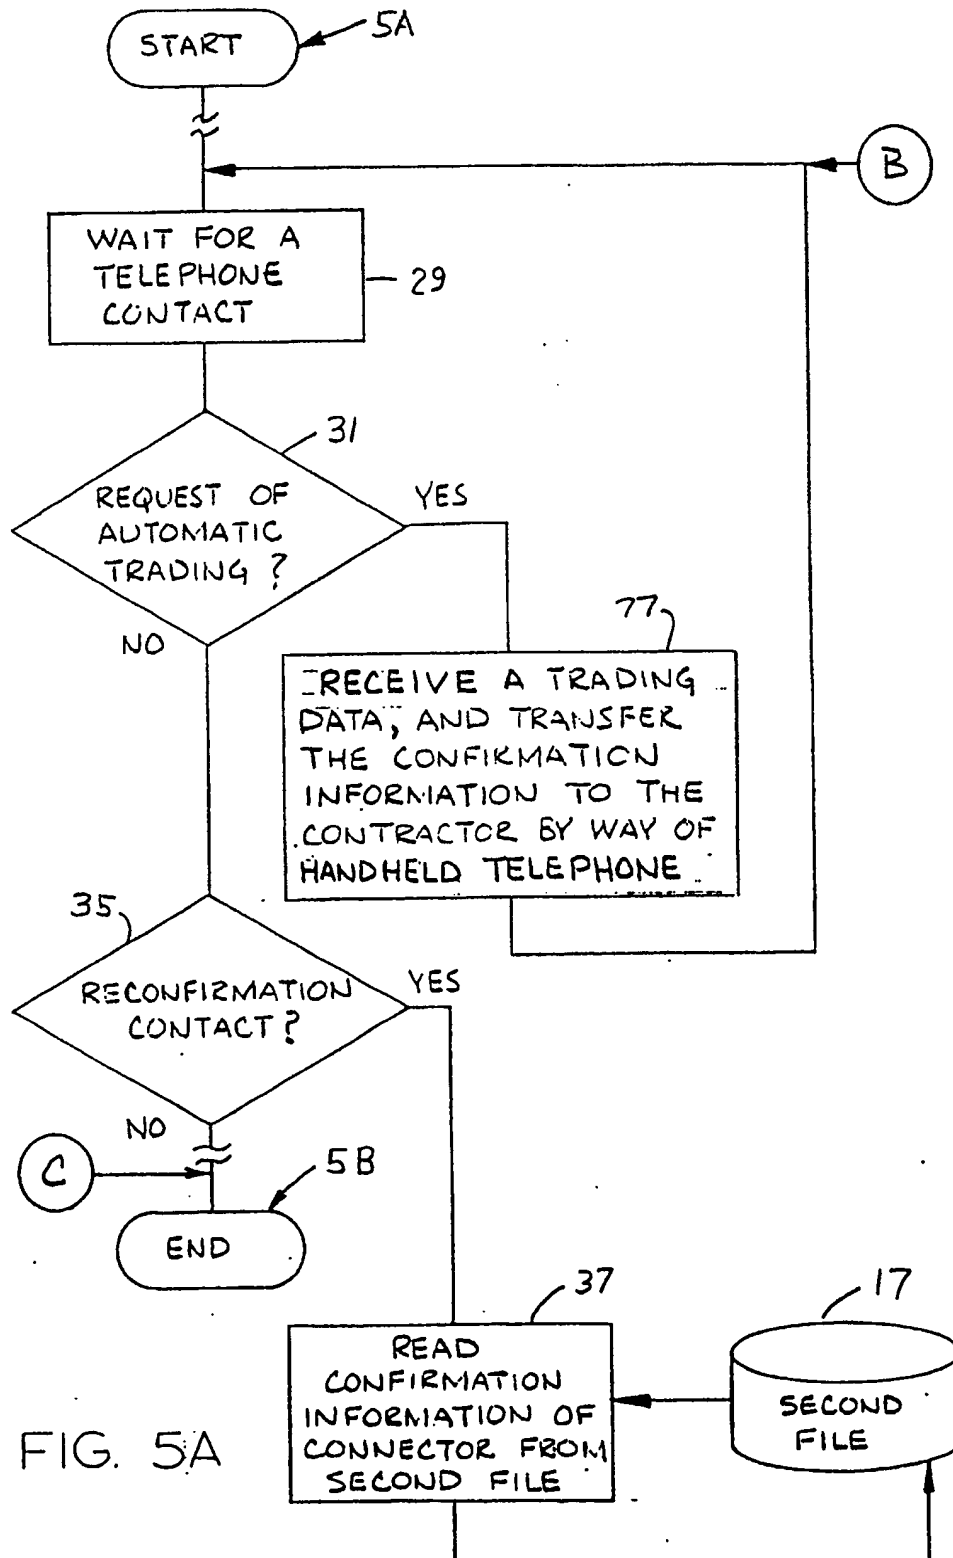 START
5A
B
WAIT FOR A
TELEPHONE
CONTACT
29
31
REQUEST OF
AUTOMATIC
TRADING ?
YES
NO
77
RECEIVE A TRADING
DATA, AND TRANSFER
THE CONFIRMATION
INFORMATION TO THE
CONTRACTOR BY WAY OF
HANDHELD TELEPHONE
35
RECONFIRMATION
CONTACT?
YES
NO
C
5B
END
37
17
READ
CONFIRMATION
INFORMATION OF
CONNECTOR FROM
SECOND FILE
SECOND
FILE
FIG. 5A